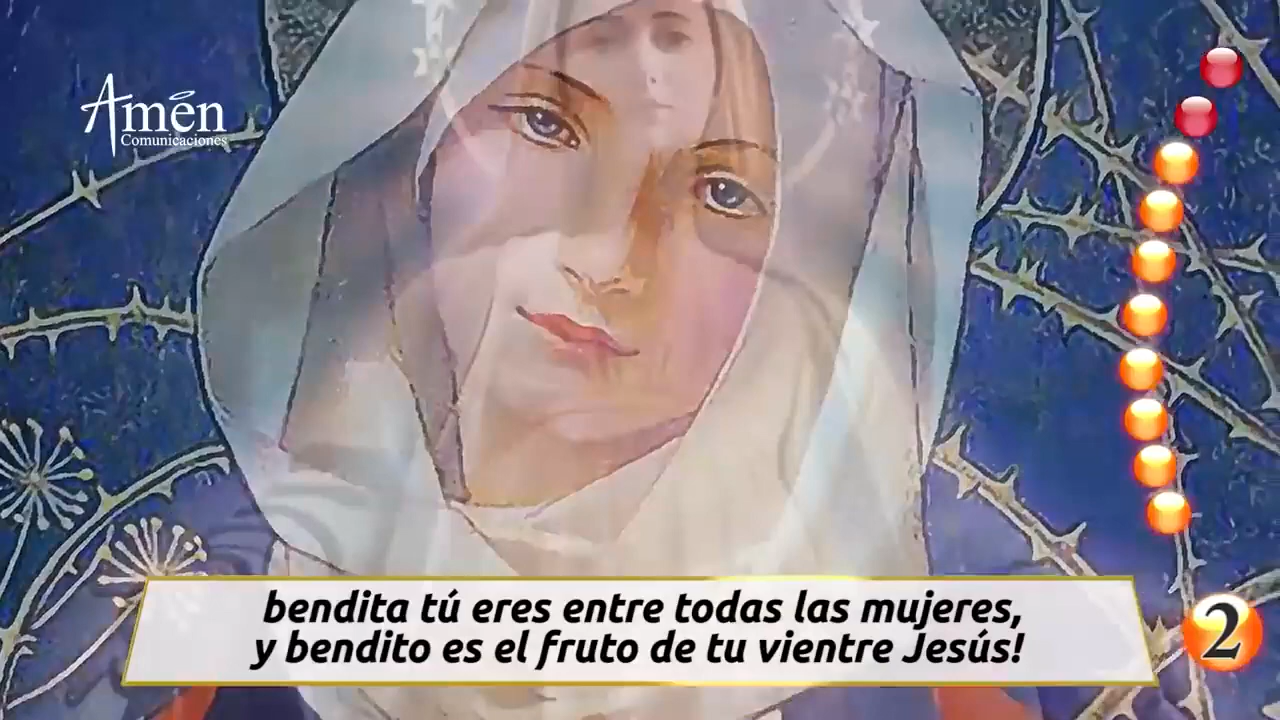 Amén
Comunicaciones
bendita tú eres entre todas las mujeres,
y bendito es el fruto de tu vientre Jesús!
2